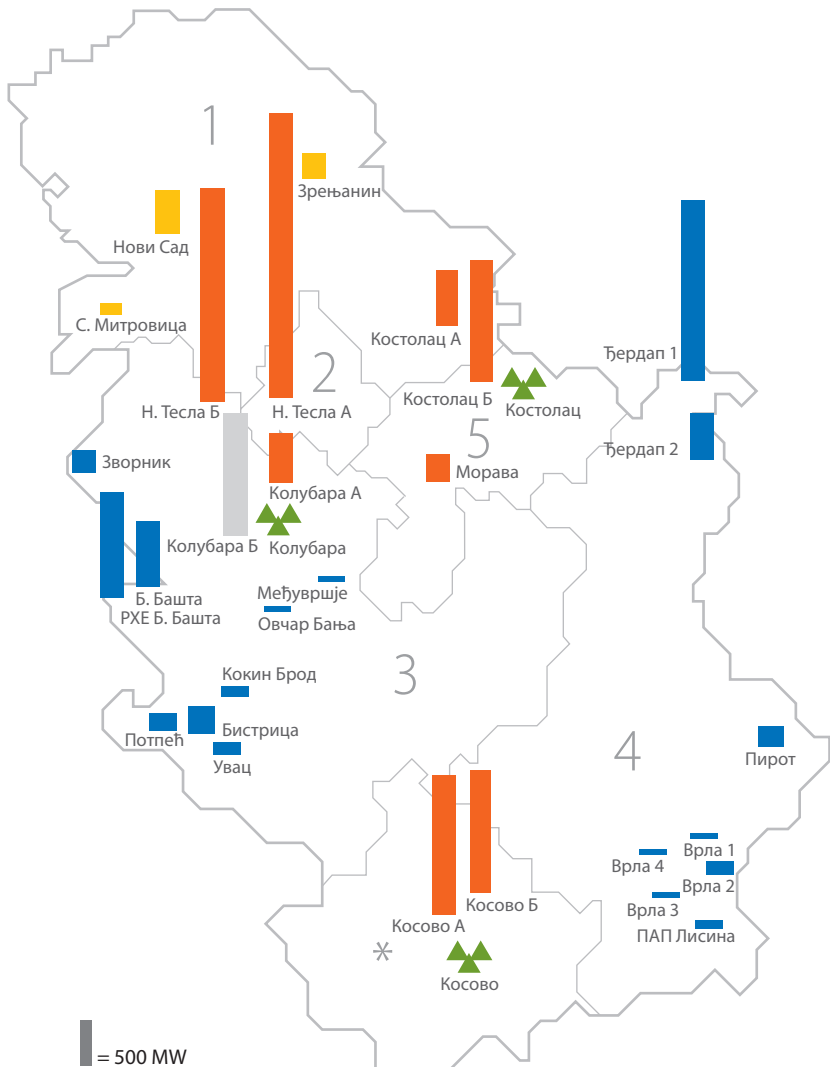 1
Зрењанин
Нови Сад
С. Митровица
Костолац А
Ђердап 1
2
Н. Тесла Б
Н. Тесла А
Костолац Б
Костолац
5
Ђердап 2
Зворник
Морава
Колубара А
Колубара Б
Колубара
Б. Башта
РХЕ Б. Башта
Међувршје
Овчар Бања
3
Кокин Брод
Потпећ
Бистрица
Увац
4
Пирот
Врла 1
Врла 4
Врла 2
Врла 3
ПАП Лисина
Косово Б
Косово А
*
Косово
= 500 MW